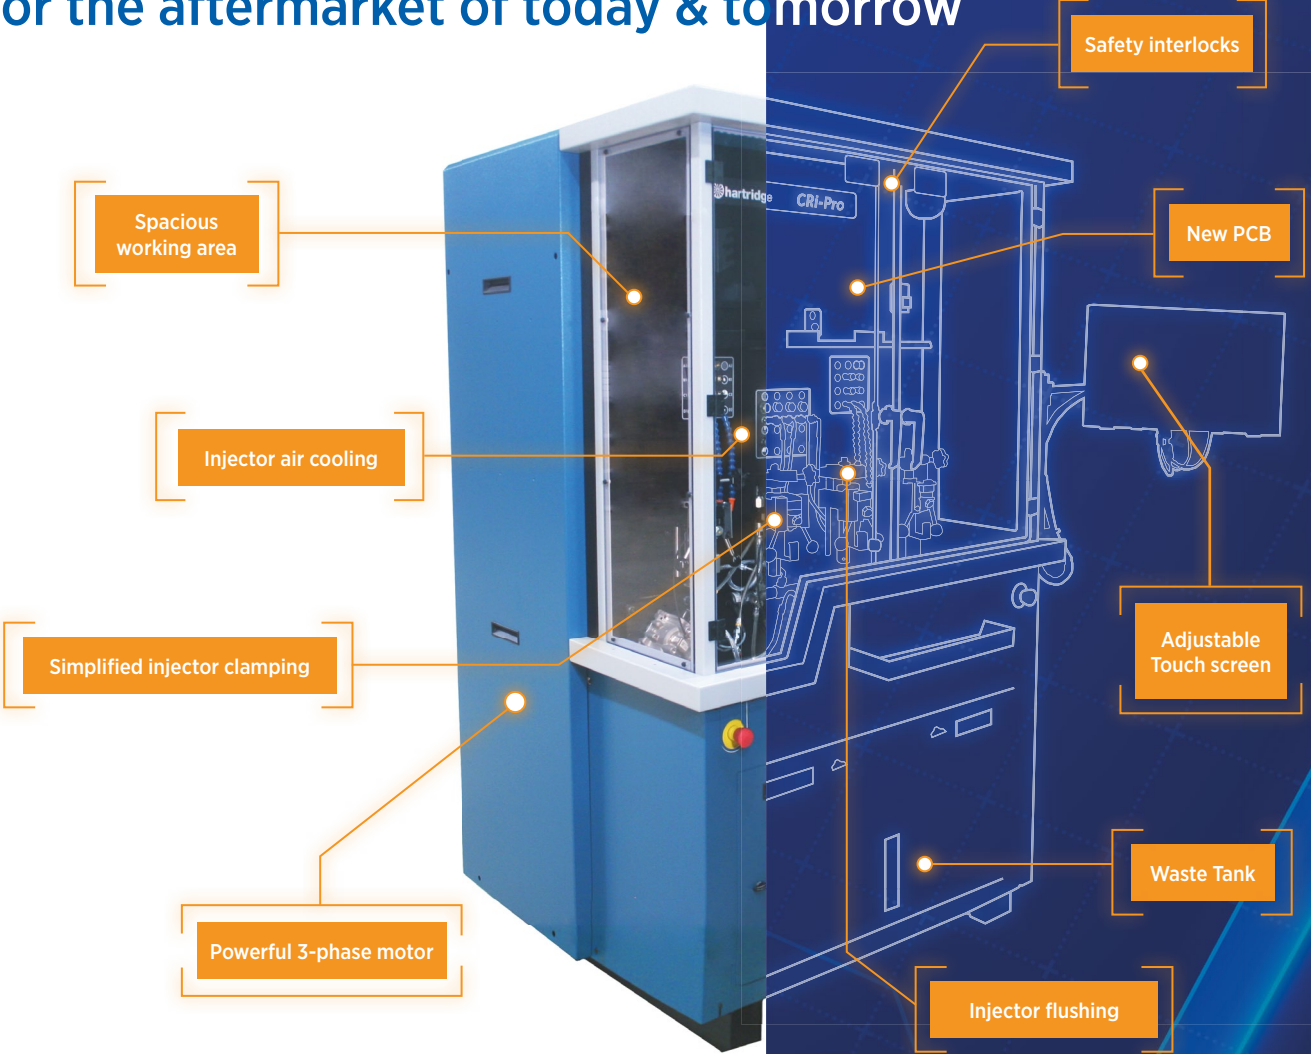 or the aftermarket of today & tomorrow
Safety interlocks
hartridge
CRi-Pro
Spacious
working area
New PCB
Injector air cooling
Simplified injector clamping
Adjustable
Touch screen
Waste Tank
Powerful 3-phase motor
Injector flushing